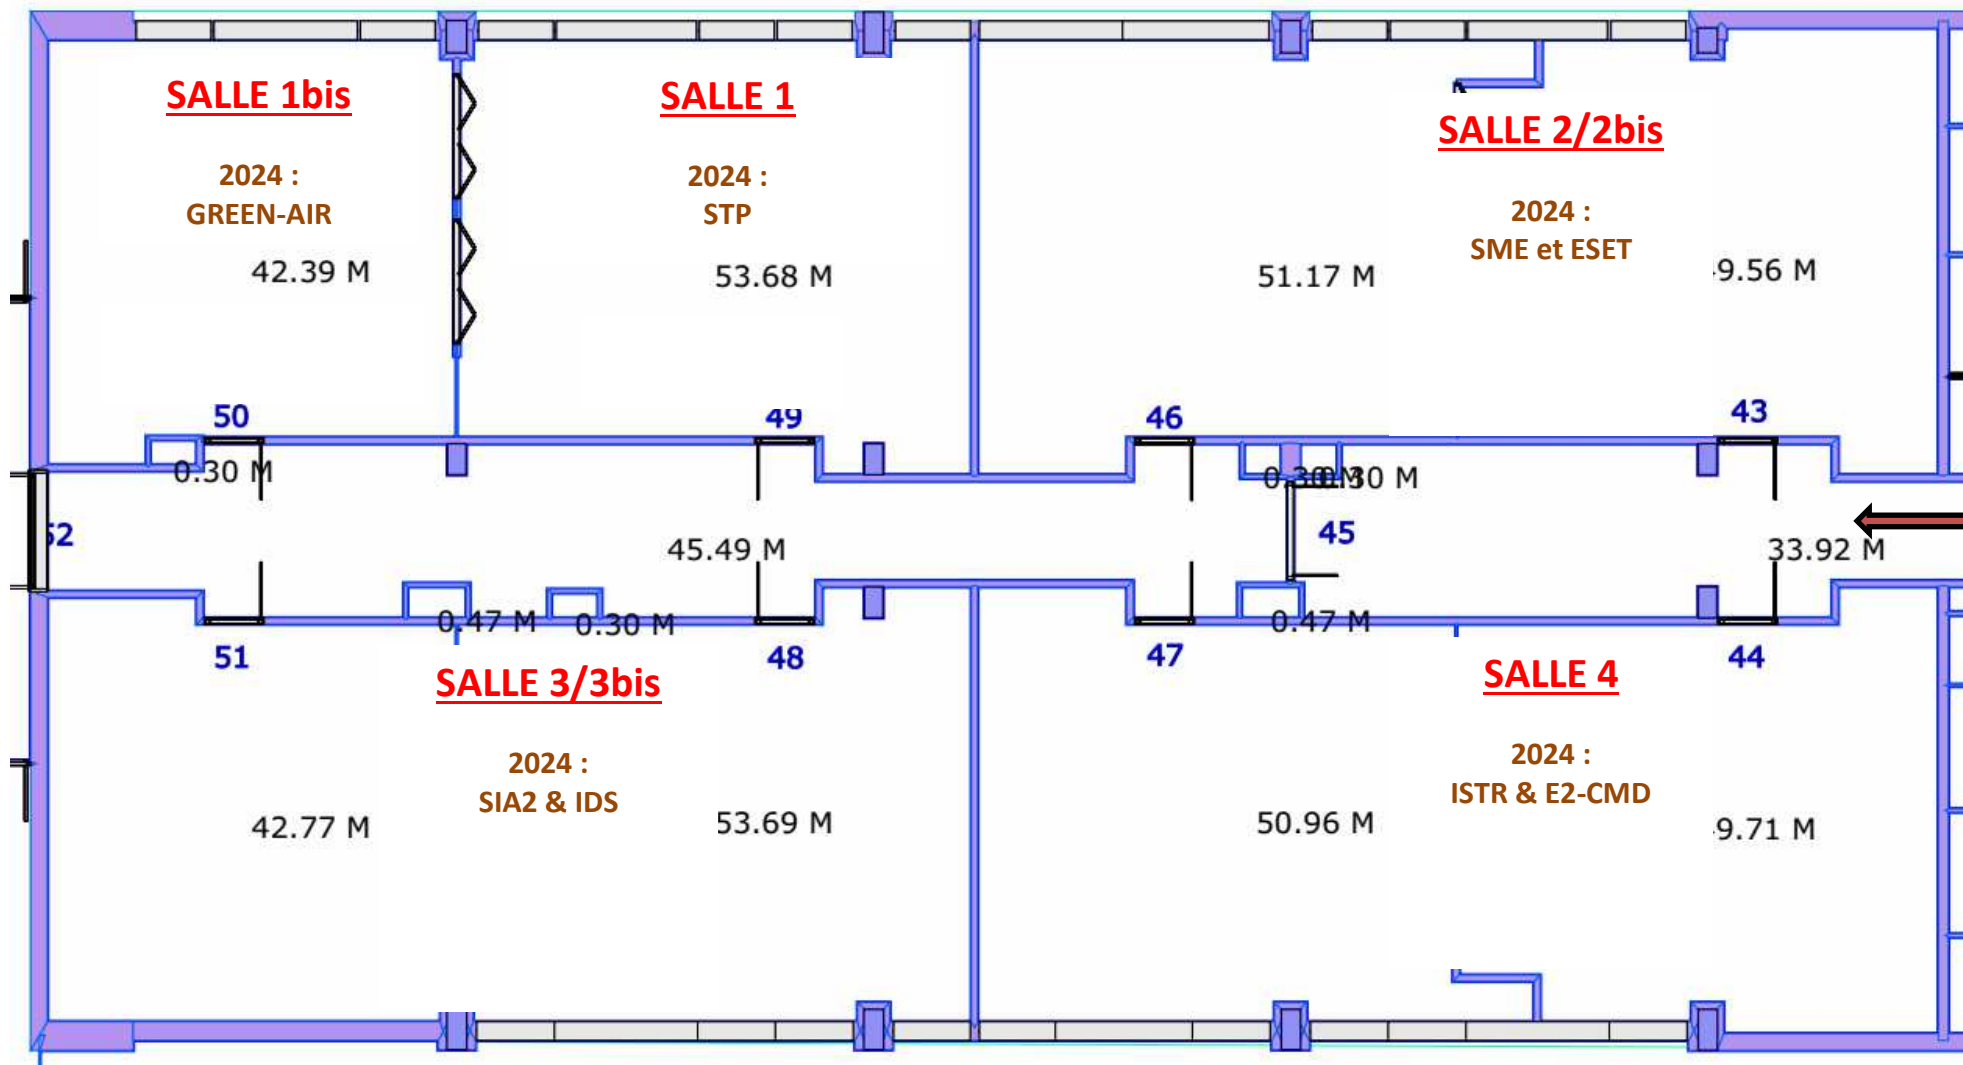 SALLE 1bis
2024 :
GREEN-AIR
42.39 M
SALLE 1
2024 :
STP
53.68 M
SALLE 2/2bis
2024 :
SME et ESET
51.17 M
9.56 M
50
49
46
43
0.30 M
0.30 M
0.30 M
52
45.49 M
45
33.92 M
0.47 M
0.30 M
0.47 M
51
48
47
44
SALLE 3/3bis
2024 :
SIA2 & IDS
42.77 M
53.69 M
SALLE 4
2024 :
ISTR & E2-CMD
50.96 M
9.71 M